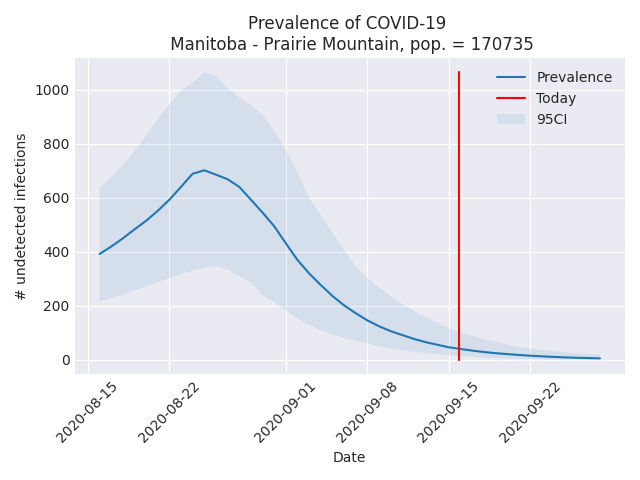 Prevalence of COVID-19
Manitoba - Prairie Mountain, pop. = 170735
Prevalence
Today
95CI
# undetected infections
1000
800
600
400
200
0
2020-08-15
2020-08-22
2020-09-01
2020-09-08
2020-09-15
2020-09-22
Date